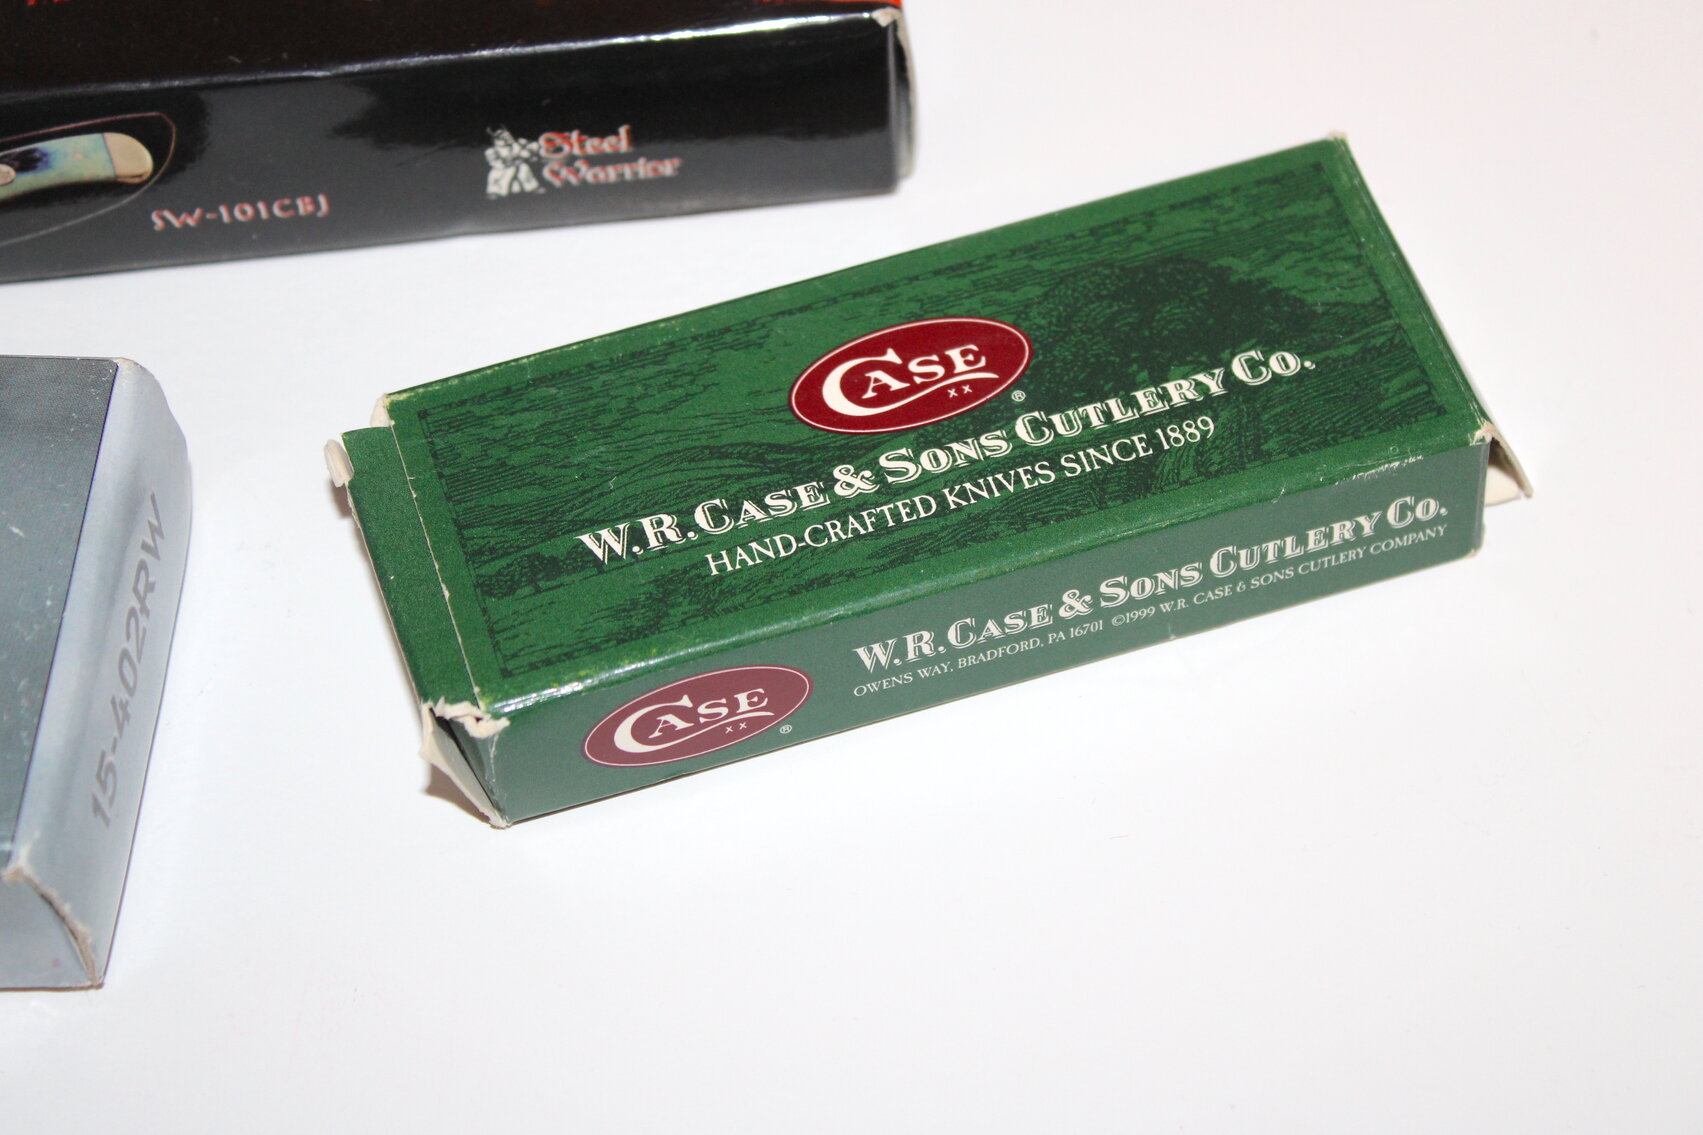 Steel
Warrior
SW-101CBJ
CASE
XX
®
W.R. CASE & SONS CUTLERY CO.
HAND-CRAFTED KNIVES SINCE 1889
CASE
XX
®
W.R. CASE & SONS CUTLERY CO.
OWENS WAY, BRADFORD, PA 16701 ©1999 W.R. CASE & SONS CUTLERY COMPANY
15-402RW